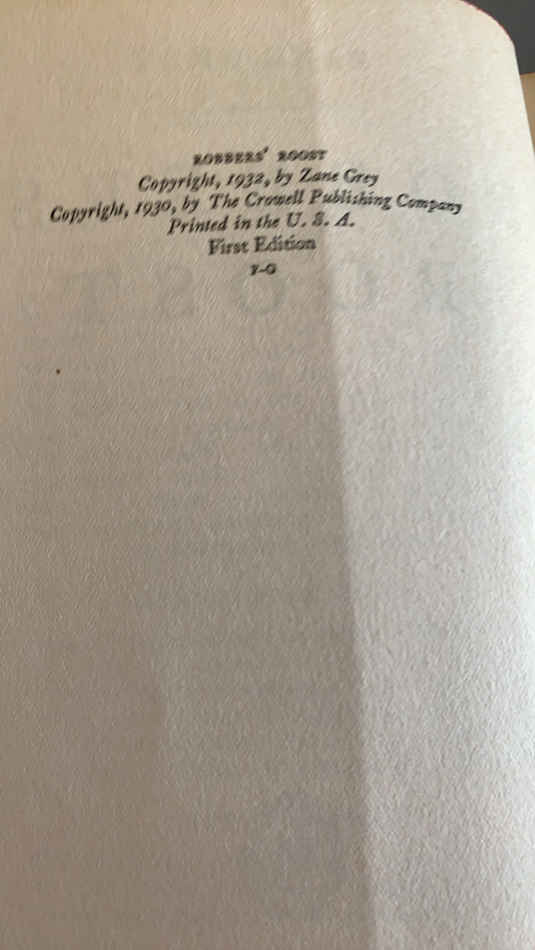 ROBBERS' ROOST
Copyright, 1932, by Zane Grey
Copyright, 1930, by The Crowell Publishing Company
Printed in the U. S. A.
First Edition
F-G